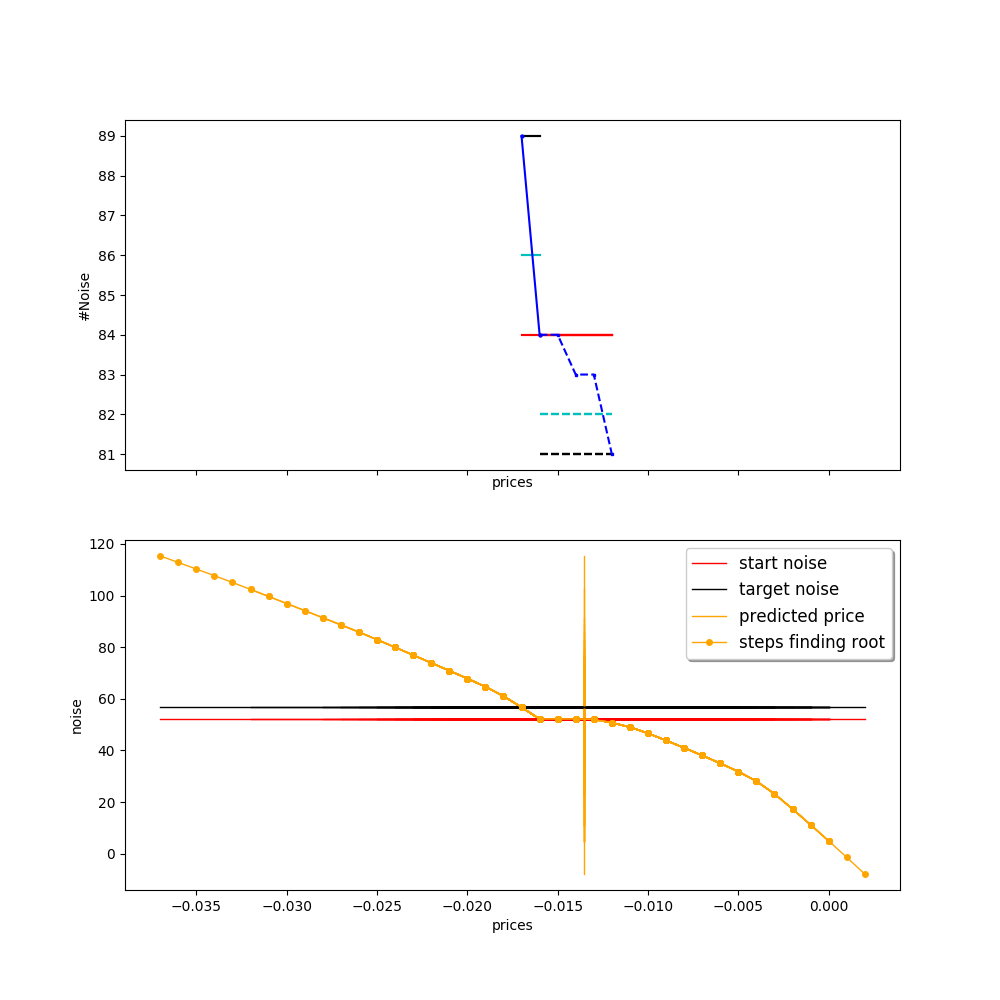 89
88
87
86
85
84
83
82
81
#Noise
prices
120
100
80
60
40
20
0
noise
start noise
target noise
predicted price
steps finding root
−0.035 −0.030 −0.025 −0.020 −0.015 −0.010 −0.005 0.000
prices